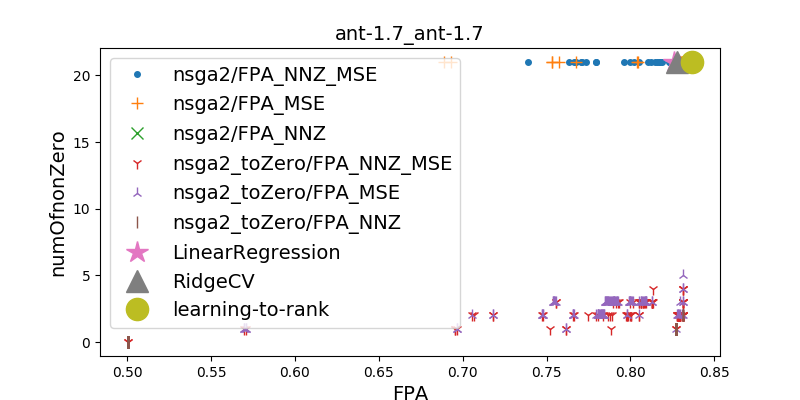 ant-1.7_ant-1.7
numOfnonZero
20
15
10
5
0
nsga2/FPA_NNZ_MSE
nsga2/FPA_MSE
nsga2/FPA_NNZ
nsga2_toZero/FPA_NNZ_MSE
nsga2_toZero/FPA_MSE
nsga2_toZero/FPA_NNZ
LinearRegression
RidgeCV
learning-to-rank
0.50 0.55 0.60 0.65 0.70 0.75 0.80 0.85
FPA